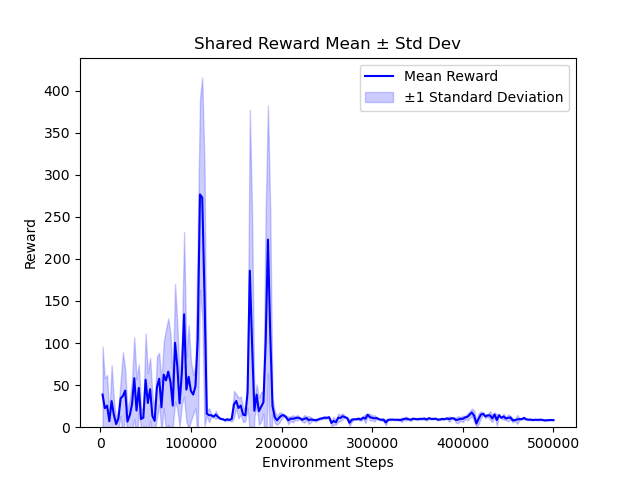 Shared Reward Mean ± Std Dev
Mean Reward
±1 Standard Deviation
400
350
300
250
200
150
100
50
0
Reward
0 100000 200000 300000 400000 500000
Environment Steps